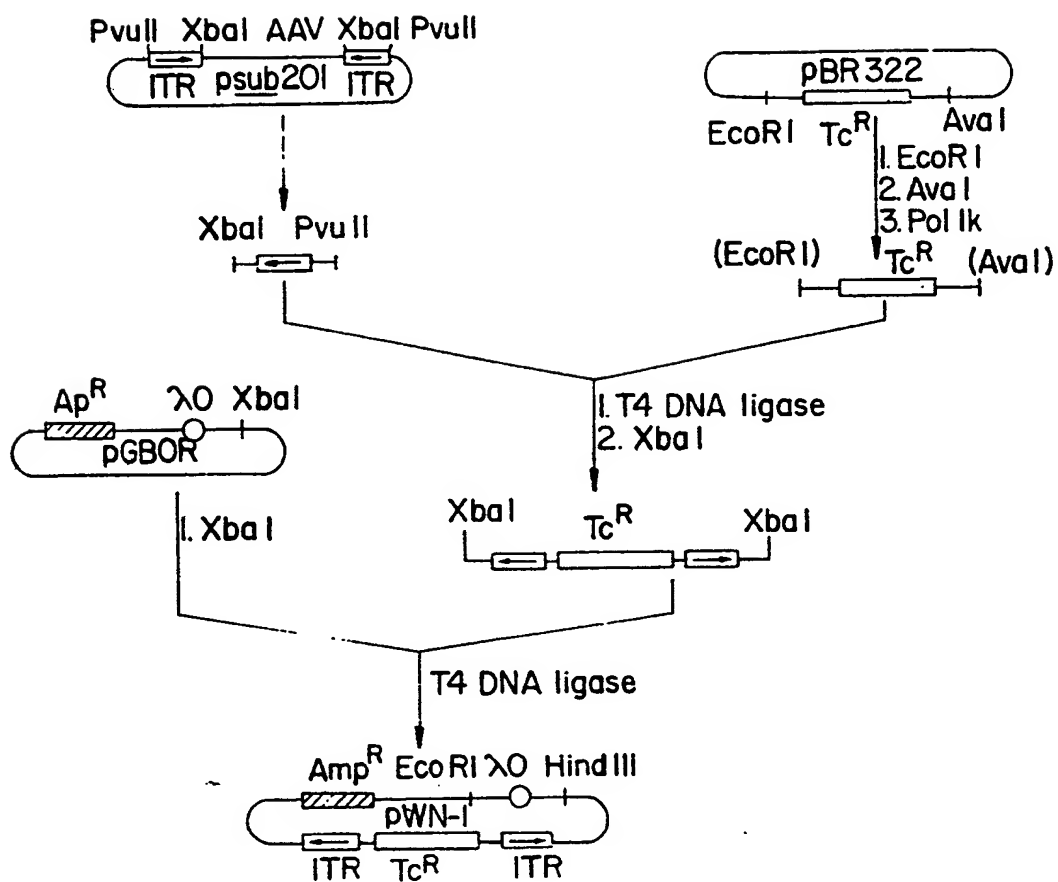 PvuII XbaI AAV XbaI PvuII
ITR psub201 ITR
XbaI PvuII
pBR322
EcoRI TcR AvaI
1. EcoRI
2. AvaI
3. PolIk
(EcoRI) TcR (AvaI)
ApR λO XbaI
pGBOR
1. XbaI
1. T4 DNA ligase
2. XbaI
XbaI TcR XbaI
T4 DNA ligase
AmpR EcoRI λO HindIII
pWN-1
ITR TcR ITR